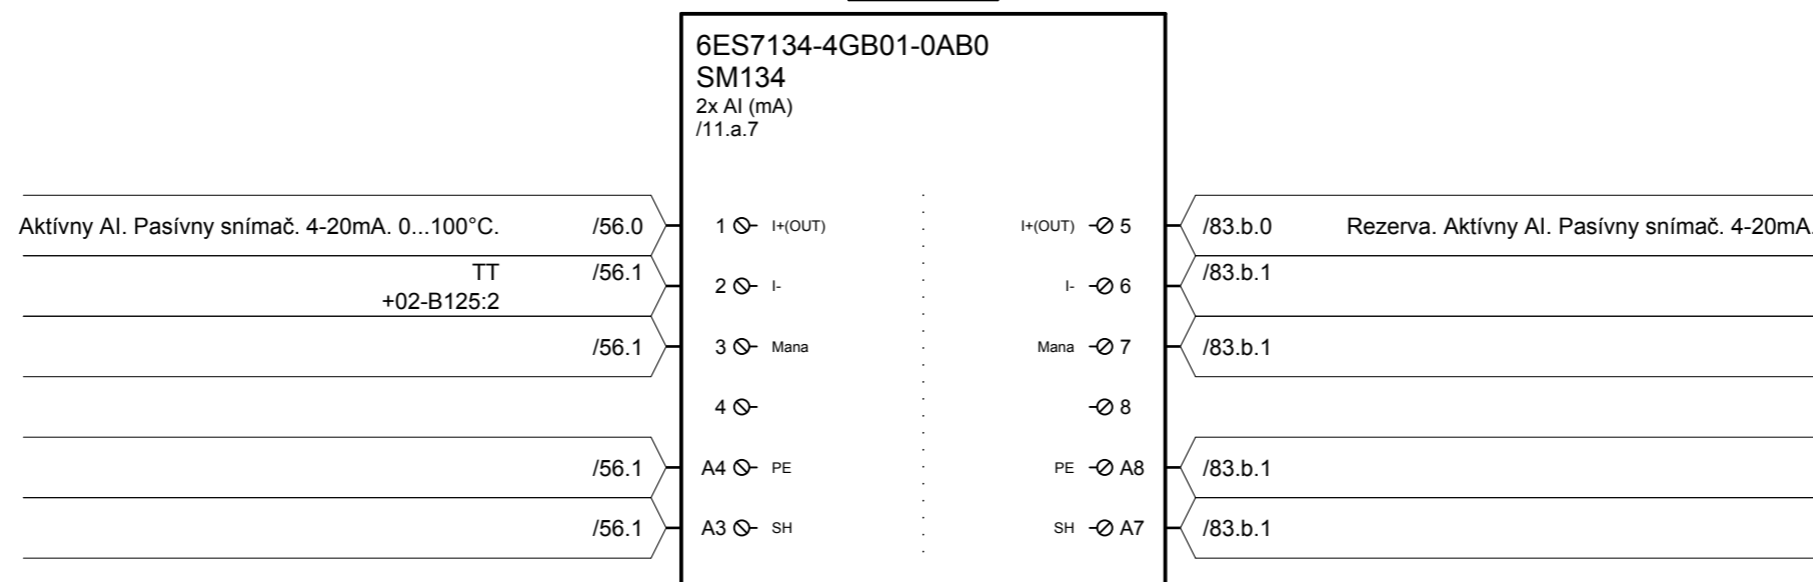 6ES7134-4GB01-0AB0
SM134
2x AI (mA)
/11.a.7
Aktívny AI. Pasívny snímač. 4-20mA. 0...100°C. /56.0 1 I+(OUT) I+(OUT) 5 /83.b.0 Rezerva. Aktívny AI. Pasívny snímač. 4-20mA.
TT /56.1 2 I- I- 6 /83.b.1
+02-B125:2
/56.1 3 Mana Mana 7 /83.b.1
4 8
/56.1 A4 PE PE A8 /83.b.1
/56.1 A3 SH SH A7 /83.b.1